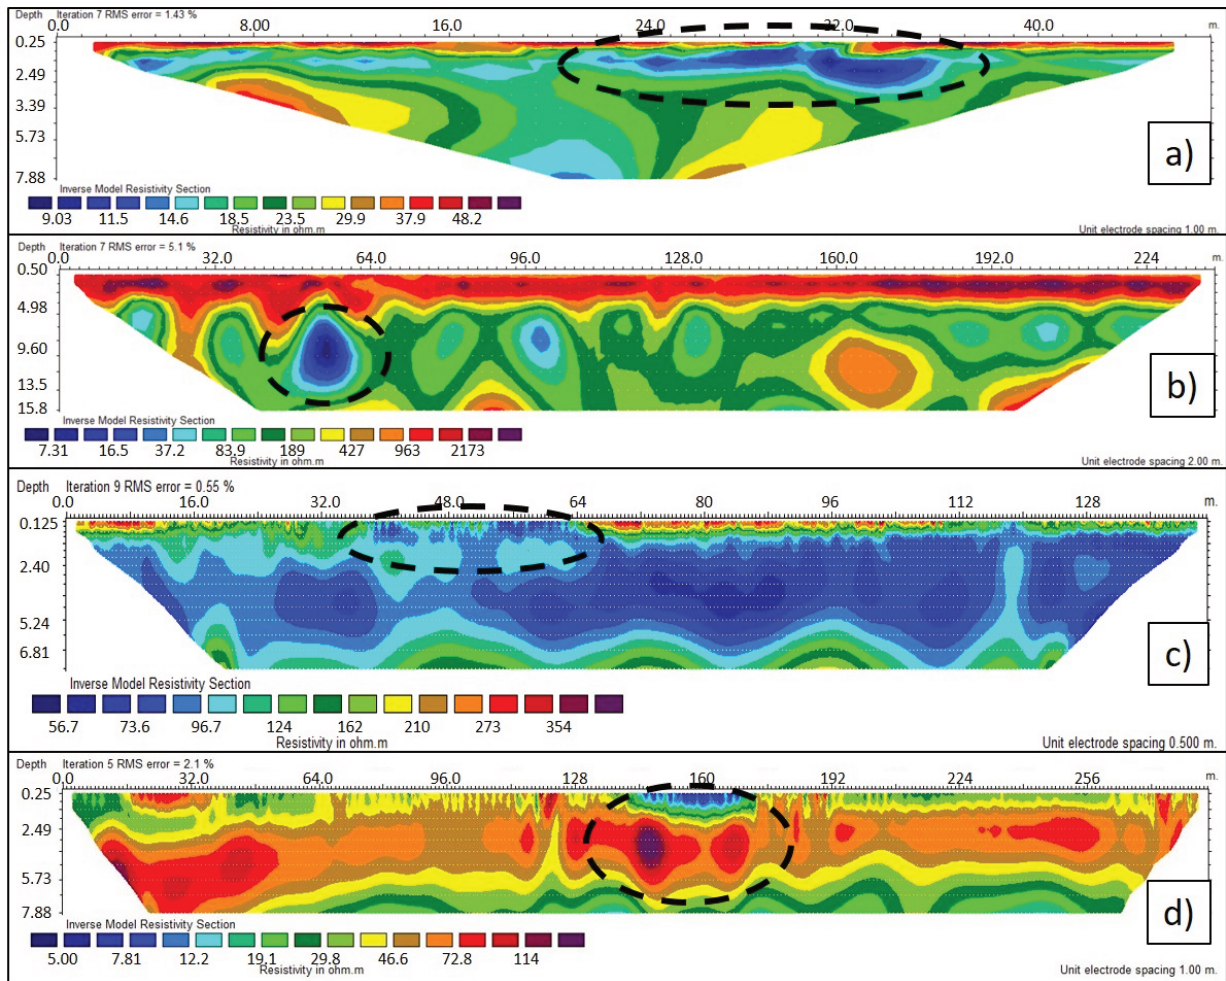 Depth Iteration 7 RMS error = 1.43 %
0.0 8.00 16.0 24.0 32.0 40.0 m.
0.25
2.49
3.39
5.73
7.88
a)
Inverse Model Resistivity Section
9.03 11.5 14.6 18.5 23.5 29.9 37.9 48.2
Resistivity in ohm.m
Unit electrode spacing 1.00 m.
Depth Iteration 7 RMS error = 5.1 %
0.0 32.0 64.0 96.0 128.0 160.0 192.0 224 m.
0.50
4.98
9.60
13.5
15.8
b)
Inverse Model Resistivity Section
7.31 16.5 37.2 83.9 189 427 963 2173
Resistivity in ohm.m
Unit electrode spacing 2.00 m.
Depth Iteration 9 RMS error = 0.55 %
0.0 16.0 32.0 48.0 64 80 96 112 128 m.
0.125
2.40
5.24
6.81
c)
Inverse Model Resistivity Section
56.7 73.6 96.7 124 162 210 273 354
Resistivity in ohm.m
Unit electrode spacing 0.500 m.
Depth Iteration 5 RMS error = 2.1 %
0.0 32.0 64.0 96.0 128 160 192 224 256 m.
0.25
2.49
5.73
7.88
d)
Inverse Model Resistivity Section
5.00 7.81 12.2 19.1 29.8 46.6 72.8 114
Resistivity in ohm.m
Unit electrode spacing 1.00 m.